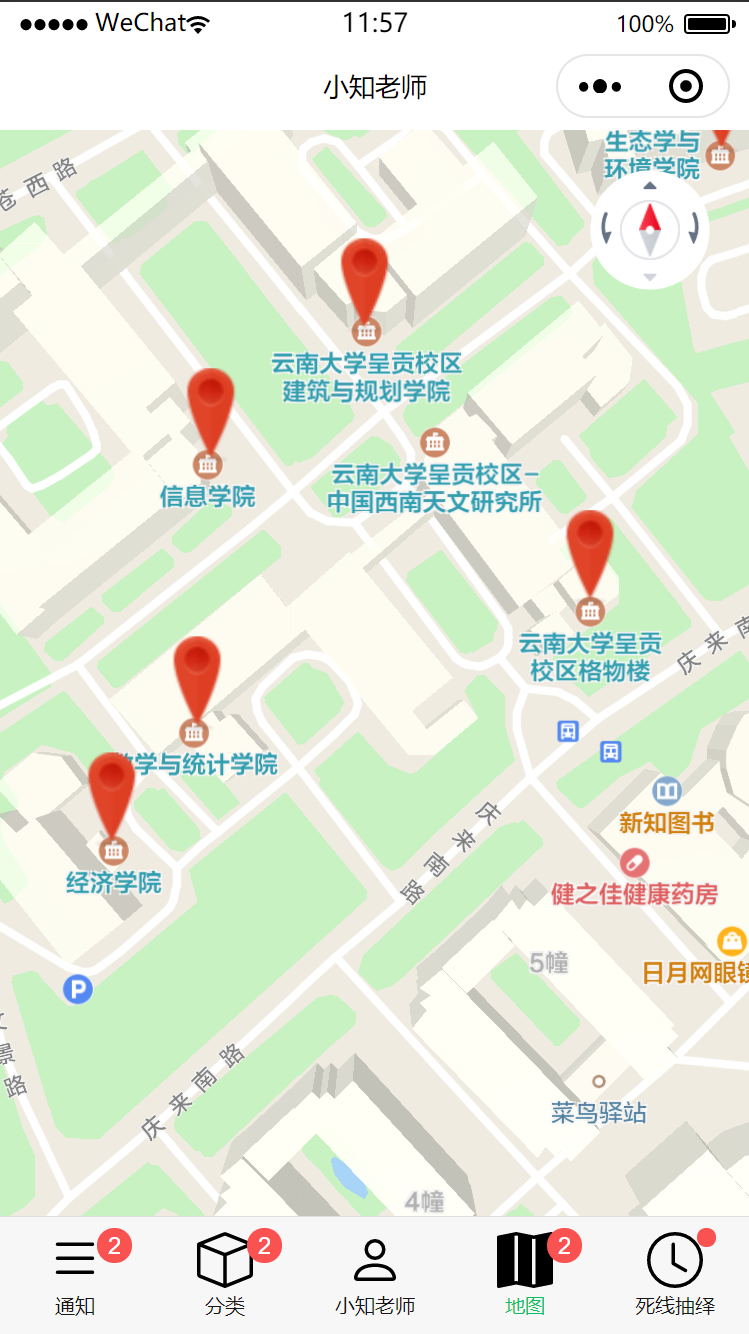 WeChat 11:57 100%
小知老师
苍西路
生态学与
环境学院
云南大学呈贡校区
建筑与规划学院
云南大学呈贡校区-
中国西南天文研究所
信息学院
云南大学呈贡
校区格物楼
庆来南
数学与统计学院
新知图书
庆来南路
经济学院
健之佳健康药房
5幢
日月网眼镜
P
景路
庆来南路
菜鸟驿站
4幢
2 2 2
通知 分类 小知老师 地图 死线抽绎